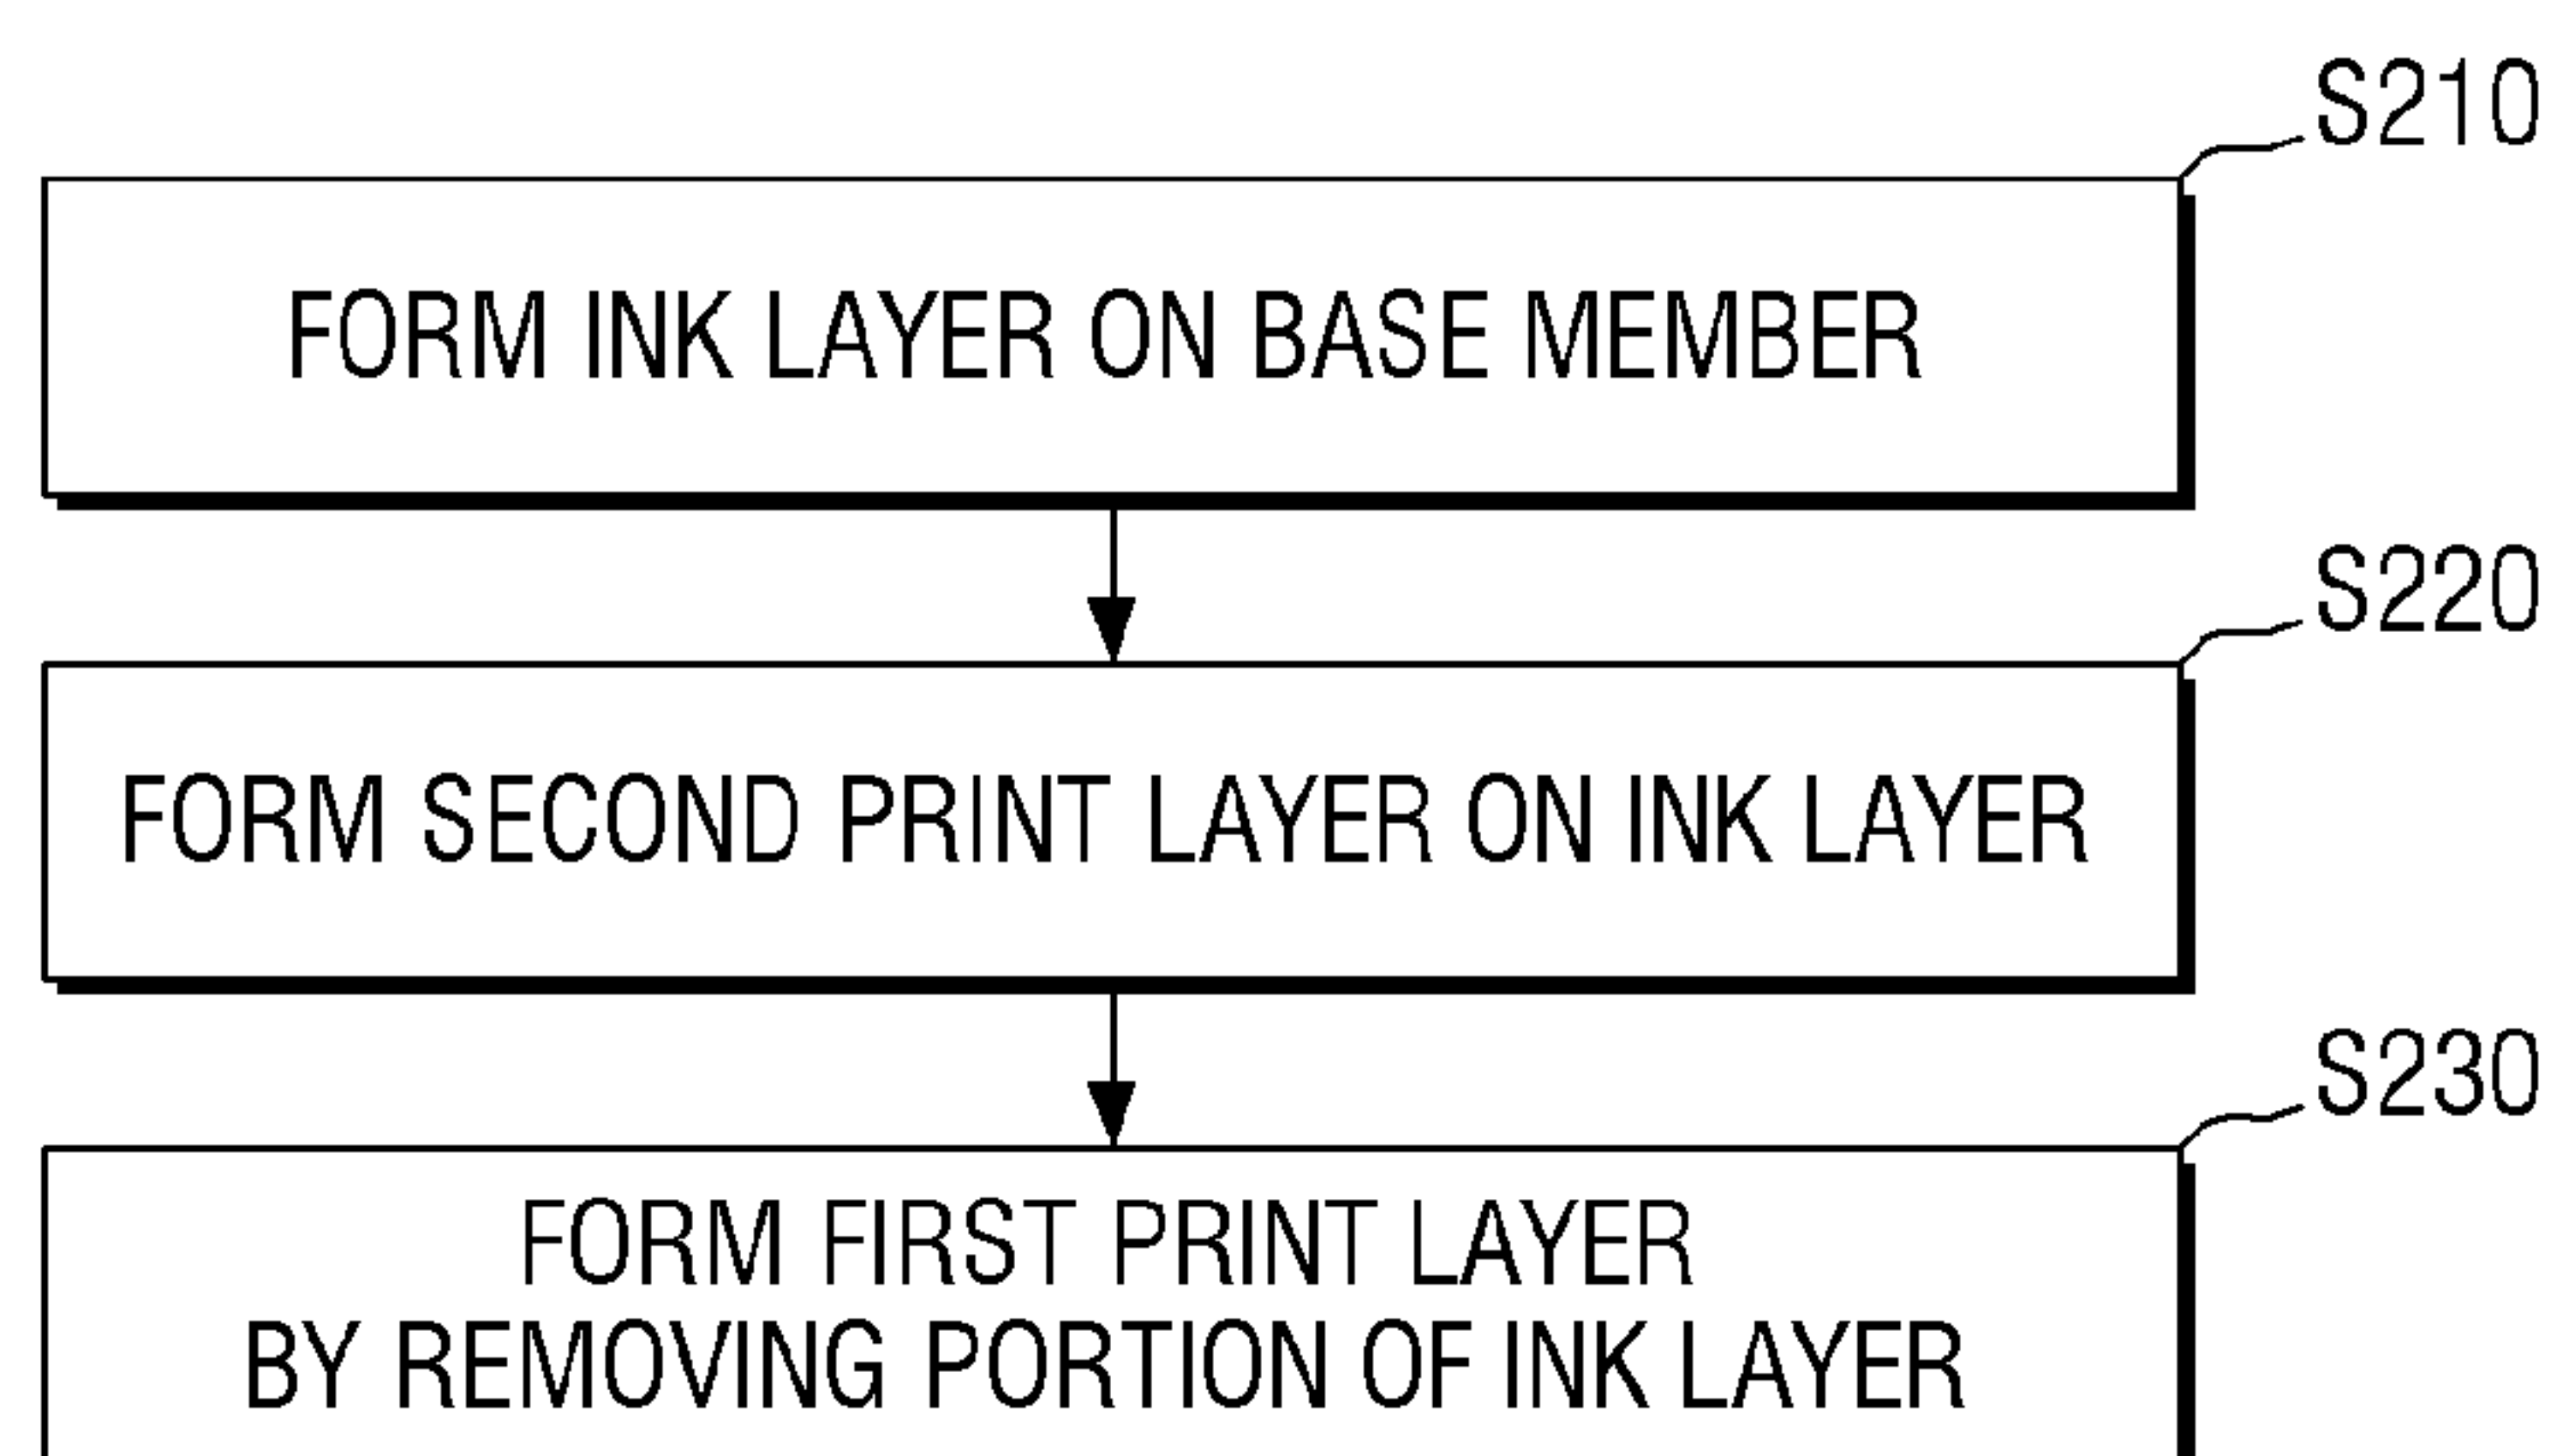 S210
FORM INK LAYER ON BASE MEMBER
S220
FORM SECOND PRINT LAYER ON INK LAYER
S230
FORM FIRST PRINT LAYER
BY REMOVING PORTION OF INK LAYER